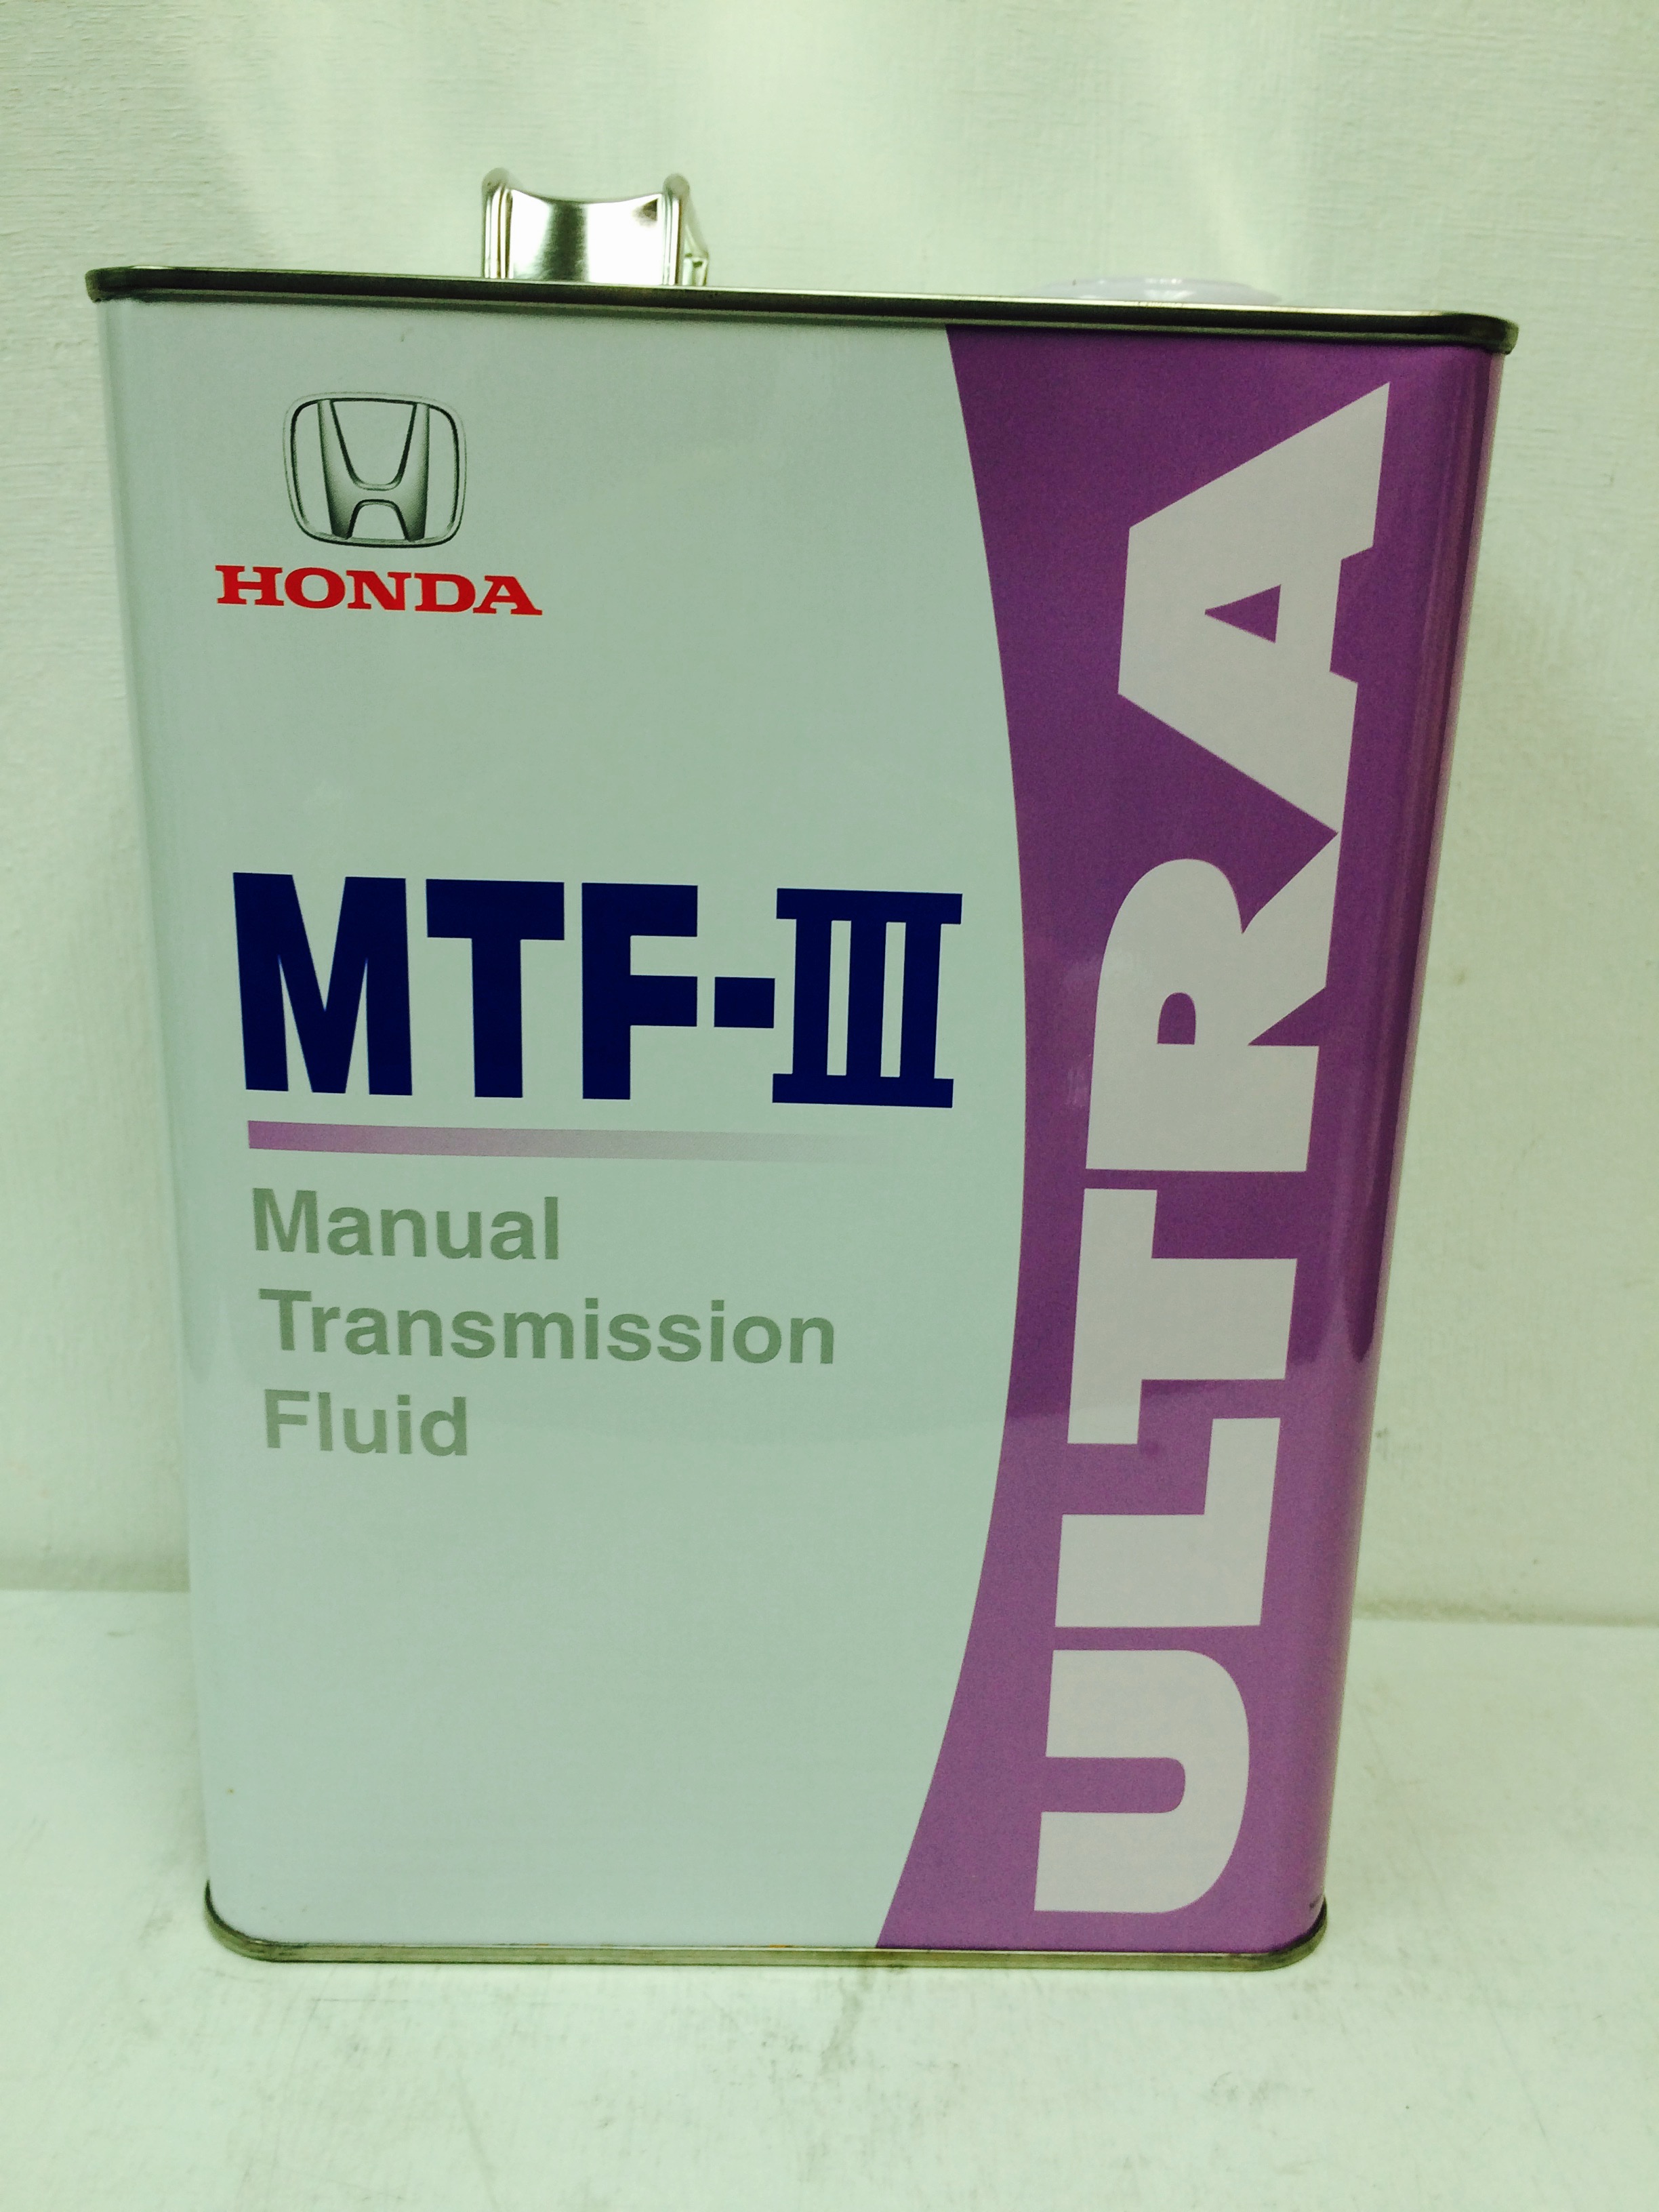 HONDA
MTF-III
Manual
Transmission
Fluid
ULTRA